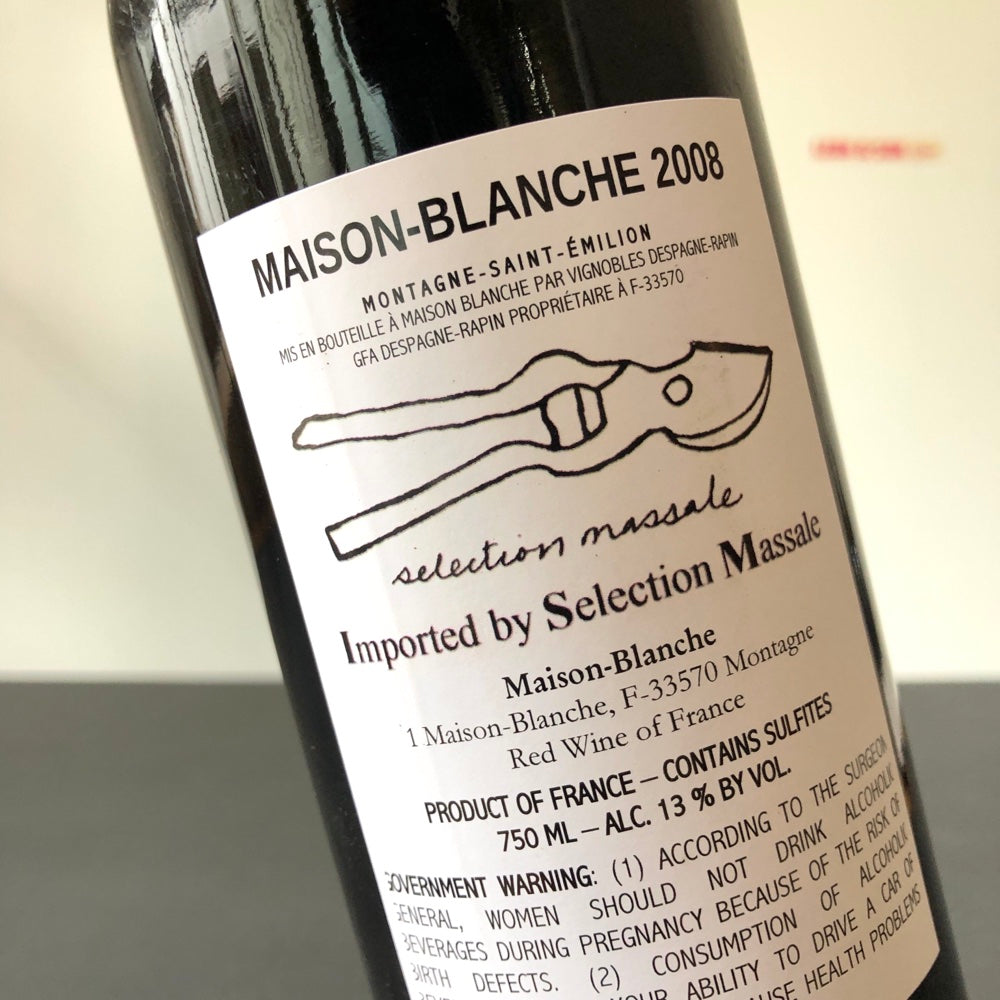 MAISON-BLANCHE 2008
MONTAGNE-SAINT-ÉMILION
MIS EN BOUTEILLE À MAISON BLANCHE PAR VIGNOBLES DESPAGNE-RAPIN
GFA DESPAGNE-RAPIN PROPRIÉTAIRE À F-33570
selection massale
Imported by Selection Massale
Maison-Blanche
1 Maison-Blanche, F-33570 Montagne
Red Wine of France
PRODUCT OF FRANCE – CONTAINS SULFITES
750 ML – ALC. 13 % BY VOL.
GOVERNMENT WARNING: (1) ACCORDING TO THE SURGEON
GENERAL, WOMEN SHOULD NOT DRINK ALCOHOLIC
BEVERAGES DURING PREGNANCY BECAUSE OF THE RISK OF
BIRTH DEFECTS. (2) CONSUMPTION OF ALCOHOLIC
YOUR ABILITY TO DRIVE A CAR OR
HEALTH PROBLEMS